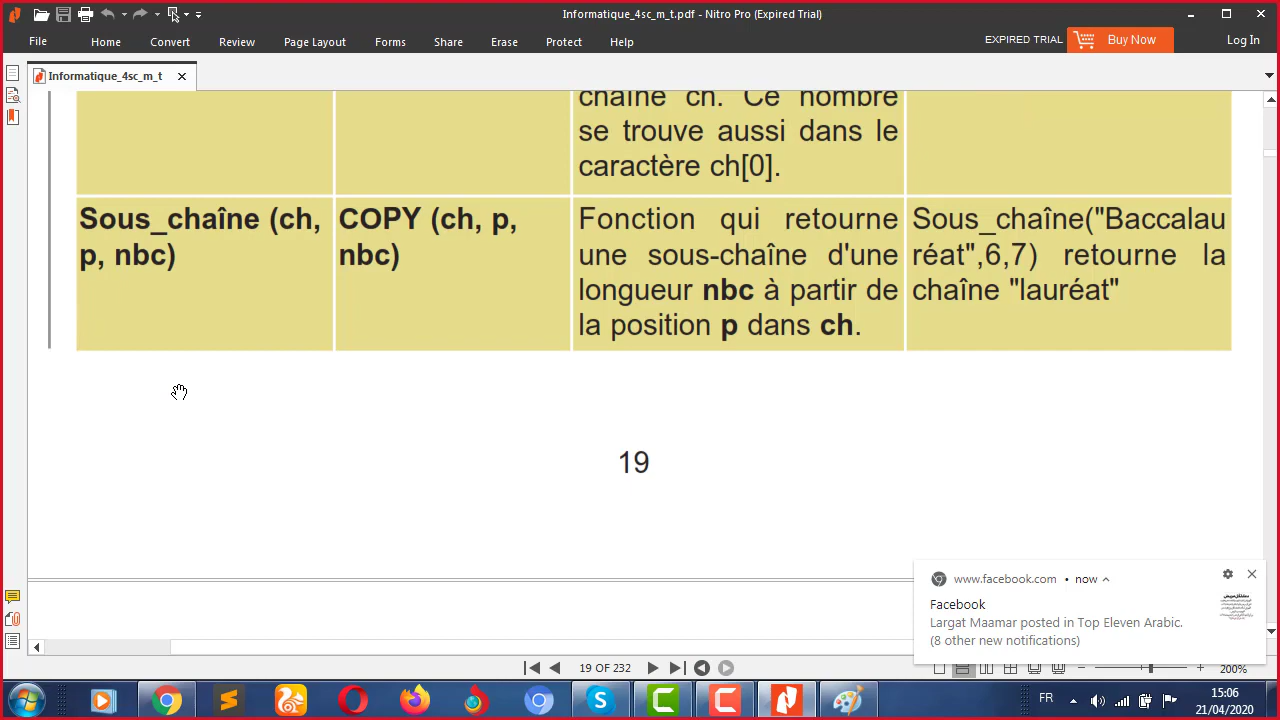 Informatique_4sc_m_t.pdf - Nitro Pro (Expired Trial)
File Home Convert Review Page Layout Forms Share Erase Protect Help EXPIRED TRIAL Buy Now Log In
Informatique_4sc_m_t
chaîne ch. Ce nombre
se trouve aussi dans le
caractère ch[0].
Sous_chaîne (ch,
p, nbc)
COPY (ch, p,
nbc)
Fonction qui retourne
une sous-chaîne d'une
longueur nbc à partir de
la position p dans ch.
Sous_chaîne("Baccalau
réat",6,7) retourne la
chaîne "lauréat"
19
www.facebook.com • now
Facebook
Largat Maamar posted in Top Eleven Arabic.
(8 other new notifications)
19 OF 232
200%
FR
15:06
21/04/2020